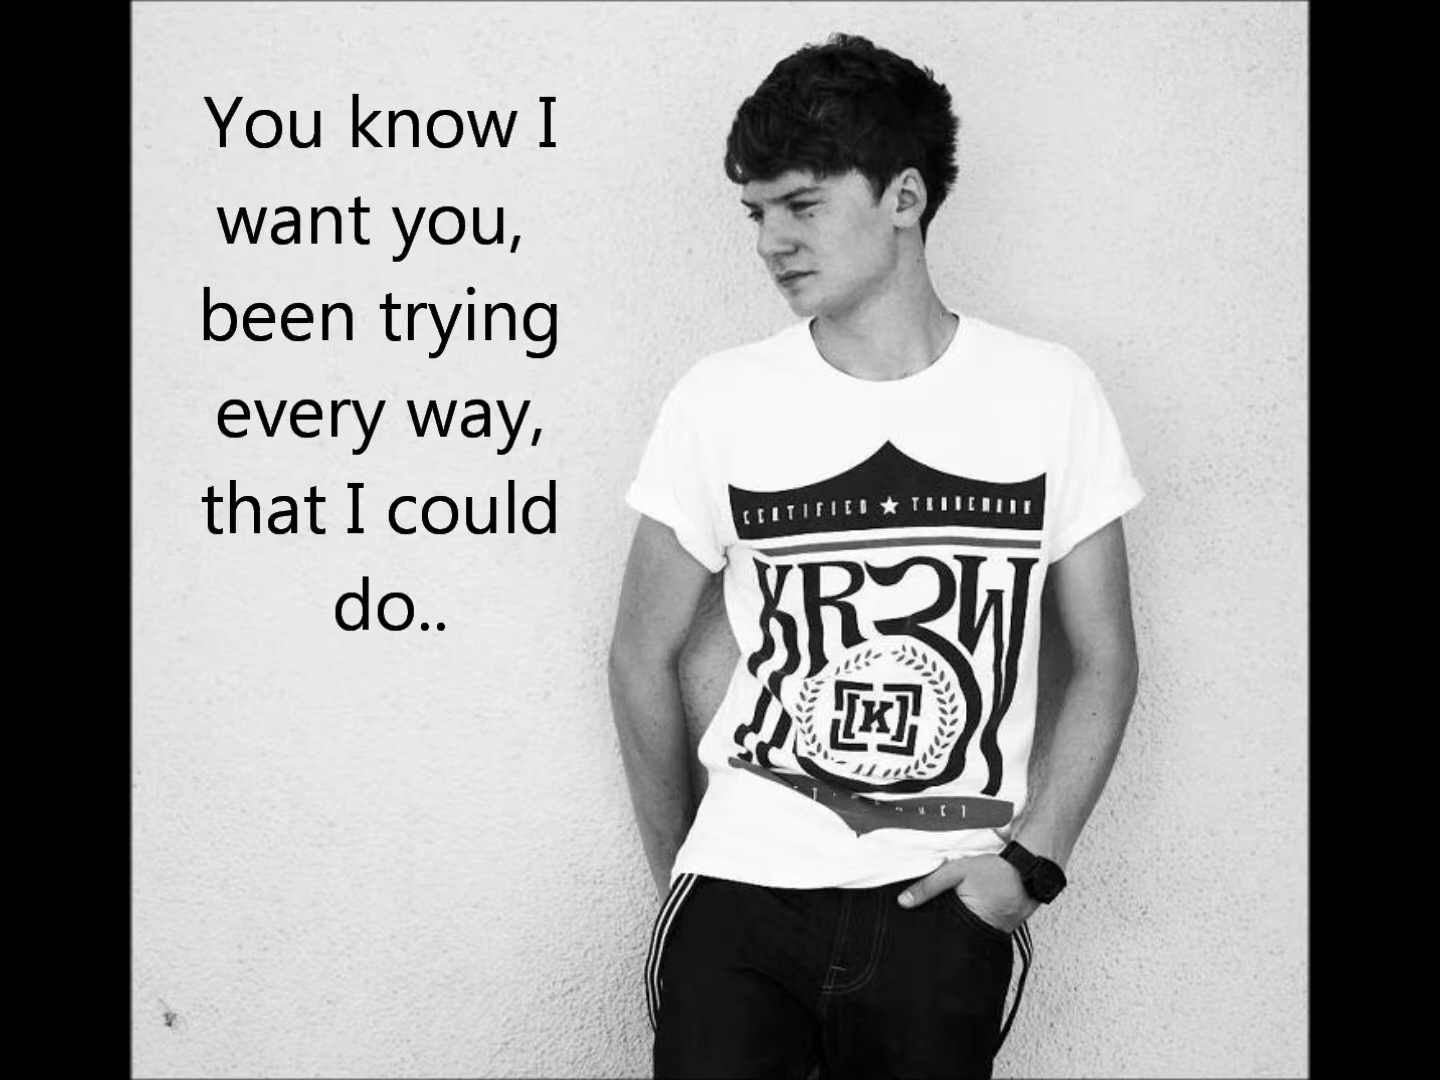 You know I
want you,
been trying
every way,
that I could
do..
CERTIFIED ★ TRADEMARK
KR3W
[K]